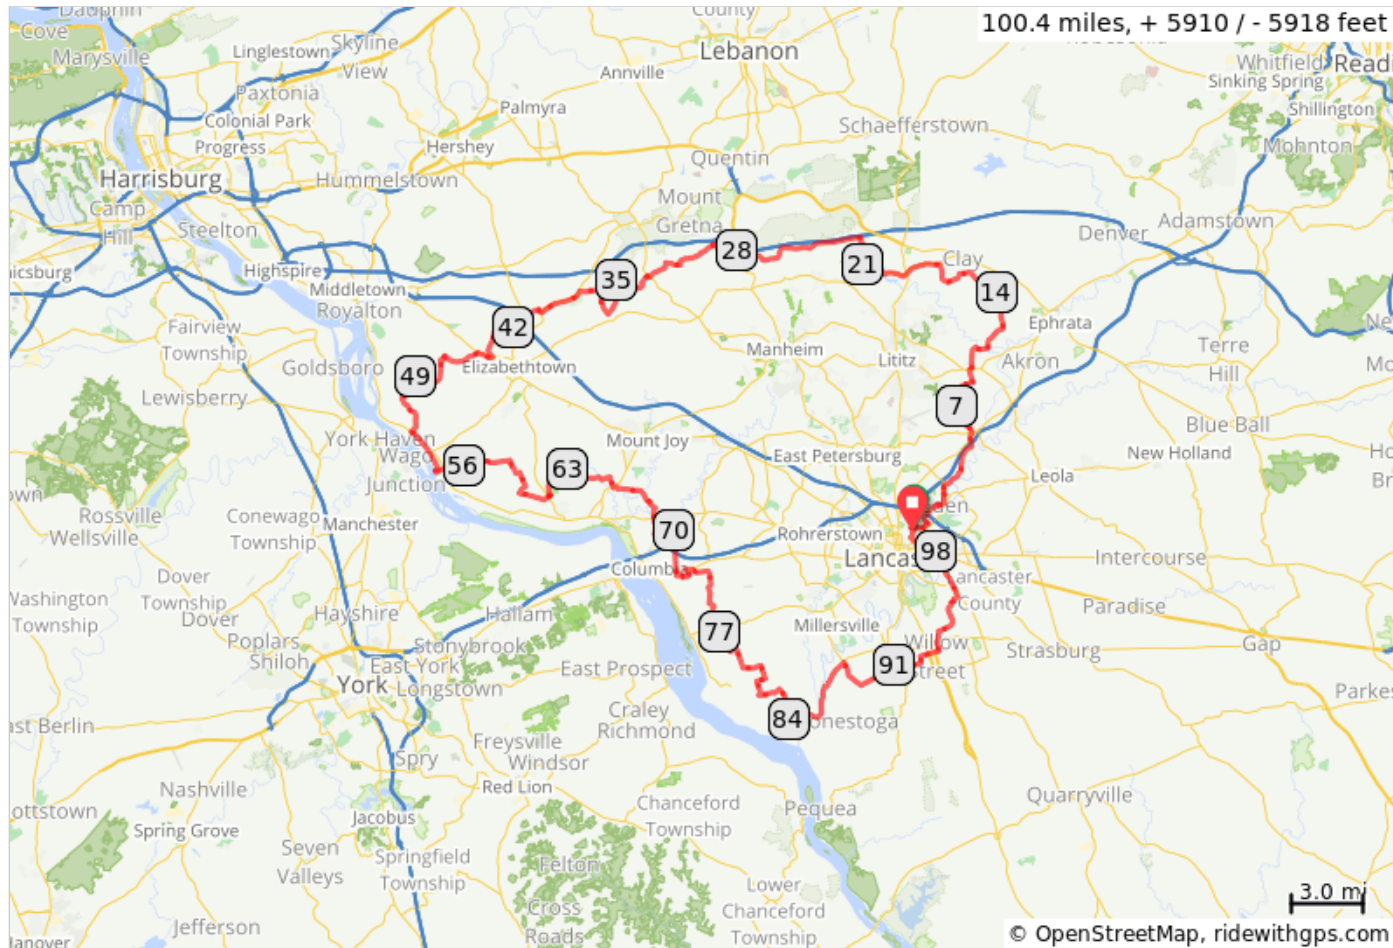 Dauphin
County
100.4 miles, + 5910 / - 5918 feet
Cove
Marysville
Linglestown
Skyline
View
Lebanon
Annville
Whitfield
Sinking Spring
Paxtonia
Colonial Park
Progress
Palmyra
Shillington
Schaefferstown
Hershey
Mohnton
Quentin
Harrisburg
Hummelstown
Camp
Hill
Mount
Gretna
Steelton
Adamstown
Denver
28
21
Clay
Highspire
Middletown
Royalton
35
14
42
Fairview
Township
Ephrata
Goldsboro
Elizabethtown
Manheim
Lititz
Akron
Terre
Hill
49
Lewisberry
7
Blue Ball
York Haven
Mount Joy
East Petersburg
New Holland
56
63
Junction
Leola
Rossville
Wellsville
Conewago
Township
Manchester
70
Rohrerstown
98
Intercourse
Dover
Township
Dover
Hayshire
Hallam
Millersville
County
Paradise
77
Poplars
Shiloh
Stonybrook
East York
Longstown
York
East Prospect
91
Willow
Street
Strasburg
Gap
84
Craley
Richmond
Freysville
Windsor
Spry
Nashville
Red Lion
Chanceford
Township
Pequea
Quarryville
Jacobus
Spring Grove
Seven
Valleys
Springfield
Township
Felton
Cross
Roads
Lower
Chanceford
Township
Jefferson
3.0 mi
© OpenStreetMap, ridewithgps.com